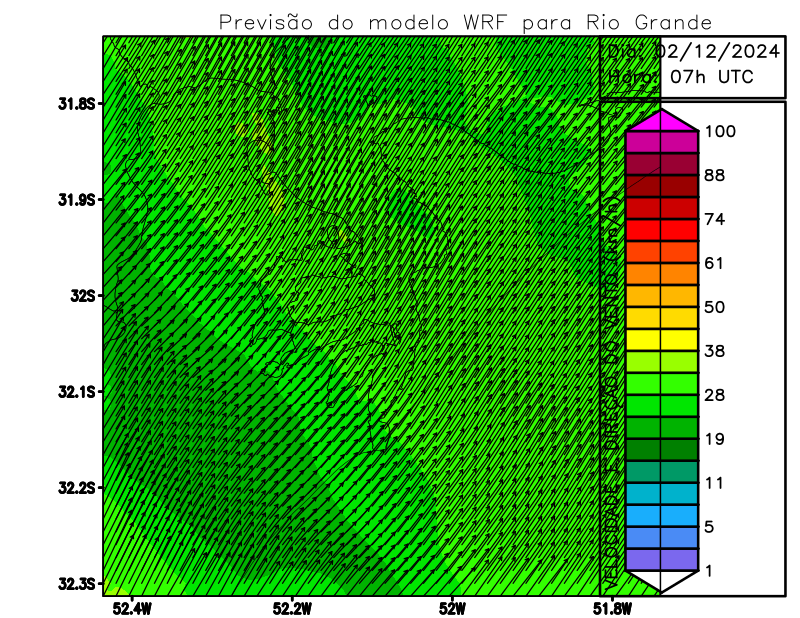 Previsão do modelo WRF para Rio Grande
Dia: 02/12/2024
Hora: 07h UTC
31.8S
31.9S
32S
32.1S
32.2S
32.3S
52.4W
52.2W
52W
51.8W
VELOCIDADE E DIREÇÃO DO VENTO (km/h)
100
88
74
61
50
38
28
19
11
5
1